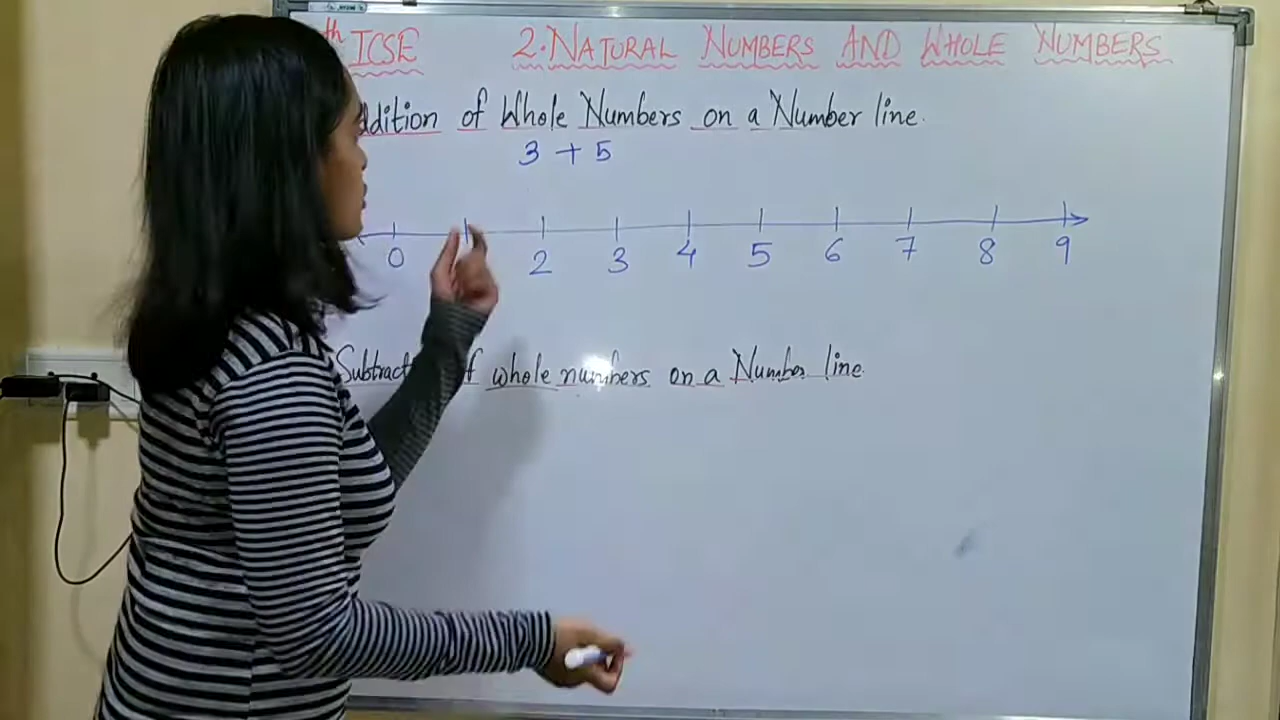 th ICSE 2. NATURAL NUMBERS AND WHOLE NUMBERS
ddition of Whole Numbers on a Number line.
3 + 5
0 2 3 4 5 6 7 8 9
Subtract f whole numbers on a Number line.